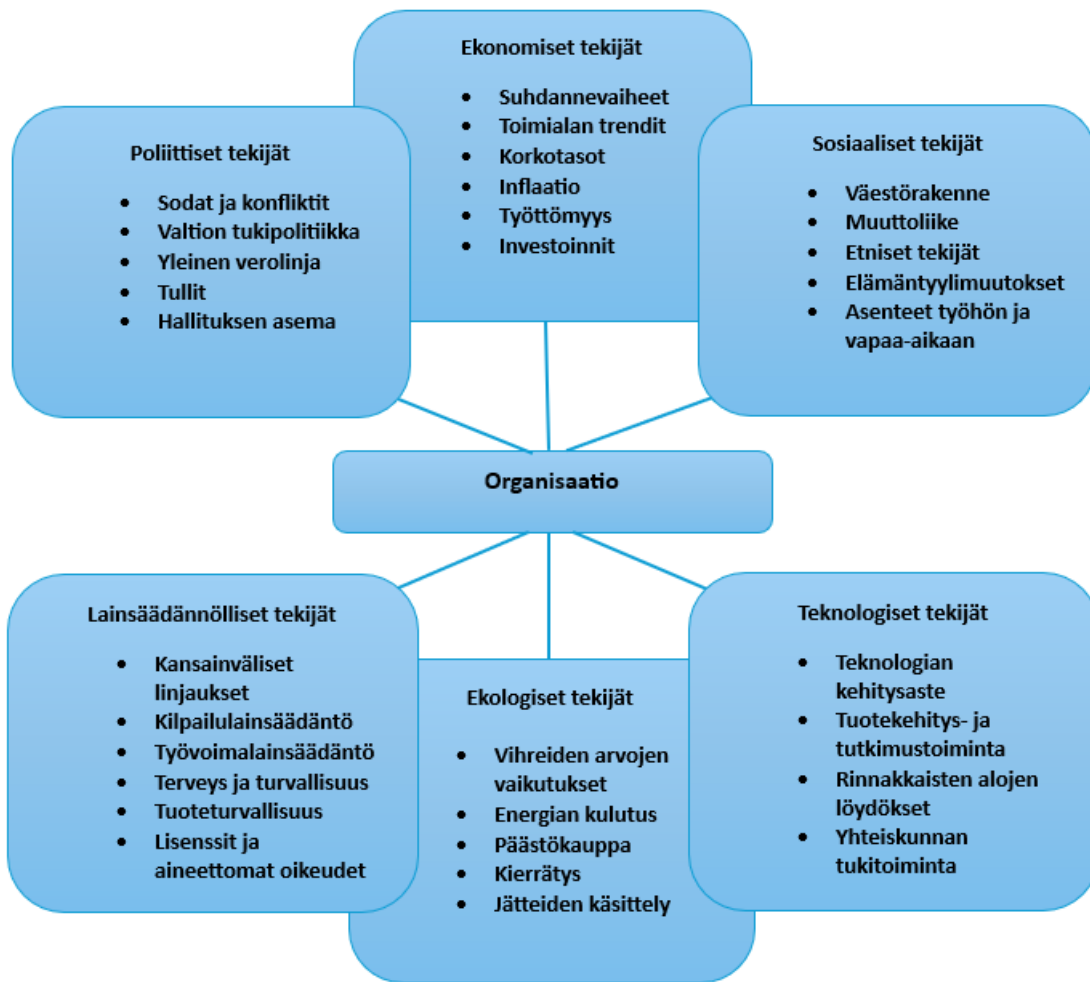 Ekonomiset tekijät
• Suhdannevaiheet
• Toimialan trendit
• Korkotasot
• Inflaatio
• Työttömyys
• Investoinnit
Poliittiset tekijät
• Sodat ja konfliktit
• Valtion tukipolitiikka
• Yleinen verolinja
• Tullit
• Hallituksen asema
Sosiaaliset tekijät
• Väestörakenne
• Muuttoliike
• Etniset tekijät
• Elämäntyylimuutokset
• Asenteet työhön ja
vapaa-aikaan
Organisaatio
Lainsäädännölliset tekijät
• Kansainväliset
linjaukset
• Kilpailulainsäädäntö
• Työvoimalainsäädäntö
• Terveys ja turvallisuus
• Tuoteturvallisuus
• Lisenssit ja
aineettomat oikeudet
Ekologiset tekijät
• Vihreiden arvojen
vaikutukset
• Energian kulutus
• Päästökauppa
• Kierrätys
• Jätteiden käsittely
Teknologiset tekijät
• Teknologian
kehitysaste
• Tuotekehitys- ja
tutkimustoiminta
• Rinnakkaisten alojen
löydökset
• Yhteiskunnan
tukitoiminta